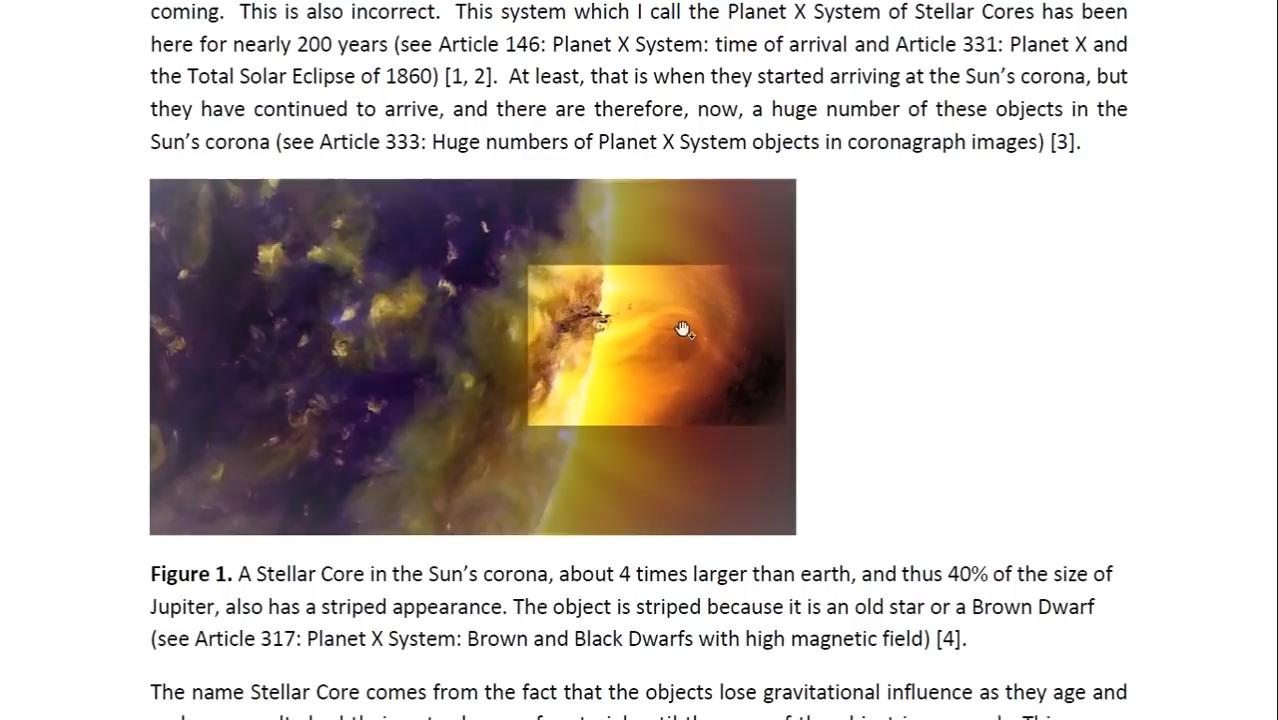 coming. This is also incorrect. This system which I call the Planet X System of Stellar Cores has been
here for nearly 200 years (see Article 146: Planet X System: time of arrival and Article 331: Planet X and
the Total Solar Eclipse of 1860) [1, 2]. At least, that is when they started arriving at the Sun’s corona, but
they have continued to arrive, and there are therefore, now, a huge number of these objects in the
Sun’s corona (see Article 333: Huge numbers of Planet X System objects in coronagraph images) [3].
Figure 1. A Stellar Core in the Sun’s corona, about 4 times larger than earth, and thus 40% of the size of
Jupiter, also has a striped appearance. The object is striped because it is an old star or a Brown Dwarf
(see Article 317: Planet X System: Brown and Black Dwarfs with high magnetic field) [4].
The name Stellar Core comes from the fact that the objects lose gravitational influence as they age and